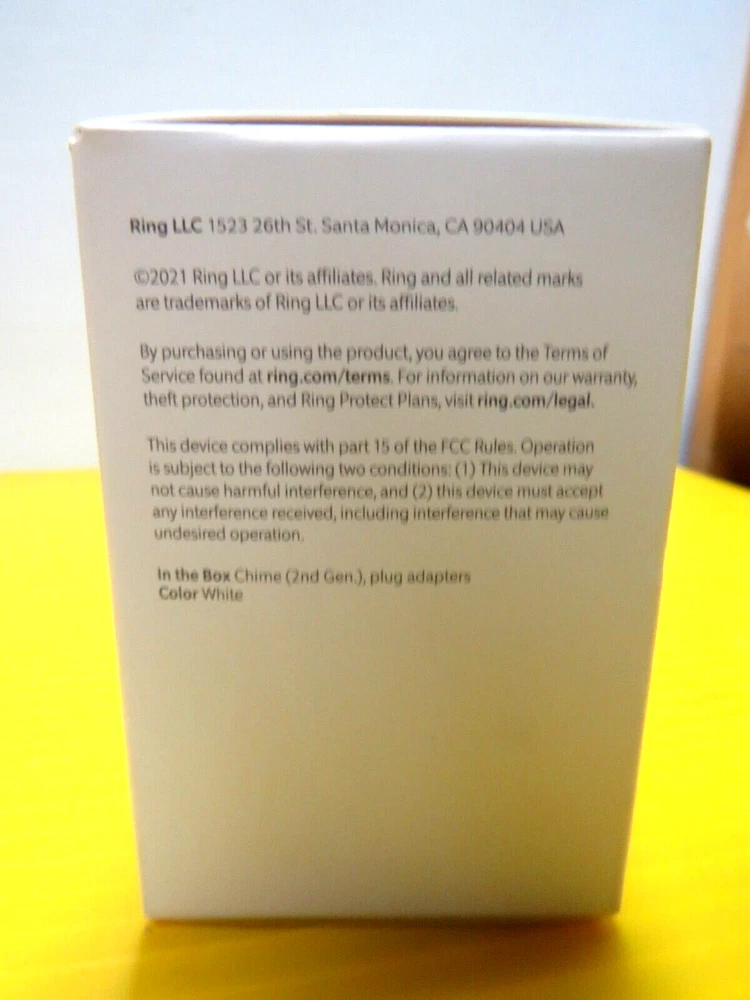 Ring LLC 1523 26th St. Santa Monica, CA 90404 USA
©2021 Ring LLC or its affiliates. Ring and all related marks
are trademarks of Ring LLC or its affiliates.
By purchasing or using the product, you agree to the Terms of
Service found at ring.com/terms. For information on our warranty,
theft protection, and Ring Protect Plans, visit ring.com/legal.
This device complies with part 15 of the FCC Rules. Operation
is subject to the following two conditions: (1) This device may
not cause harmful interference, and (2) this device must accept
any interference received, including interference that may cause
undesired operation.
In the Box Chime (2nd Gen.), plug adapters
Color White